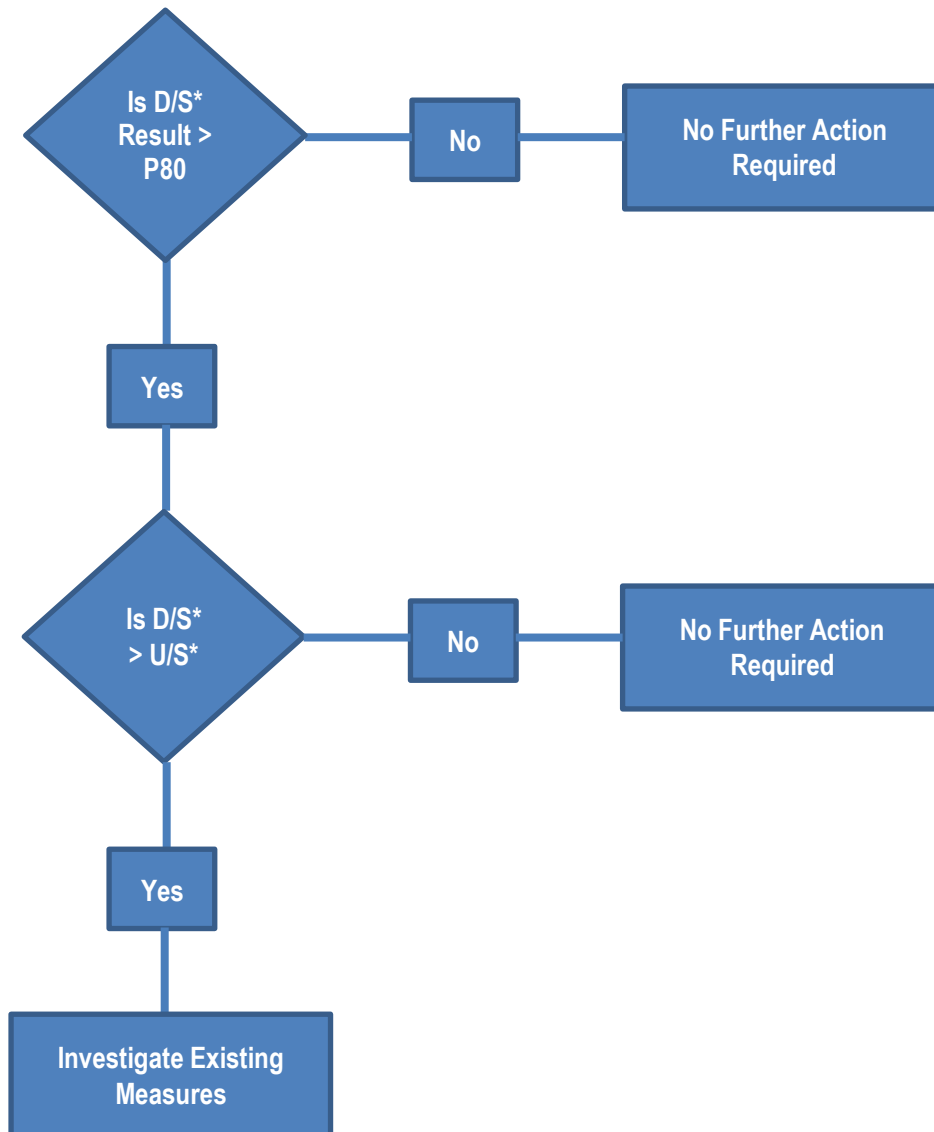 Is D/S*
Result >
P80
No
No Further Action
Required
Yes
Is D/S*
> U/S*
No
No Further Action
Required
Yes
Investigate Existing
Measures